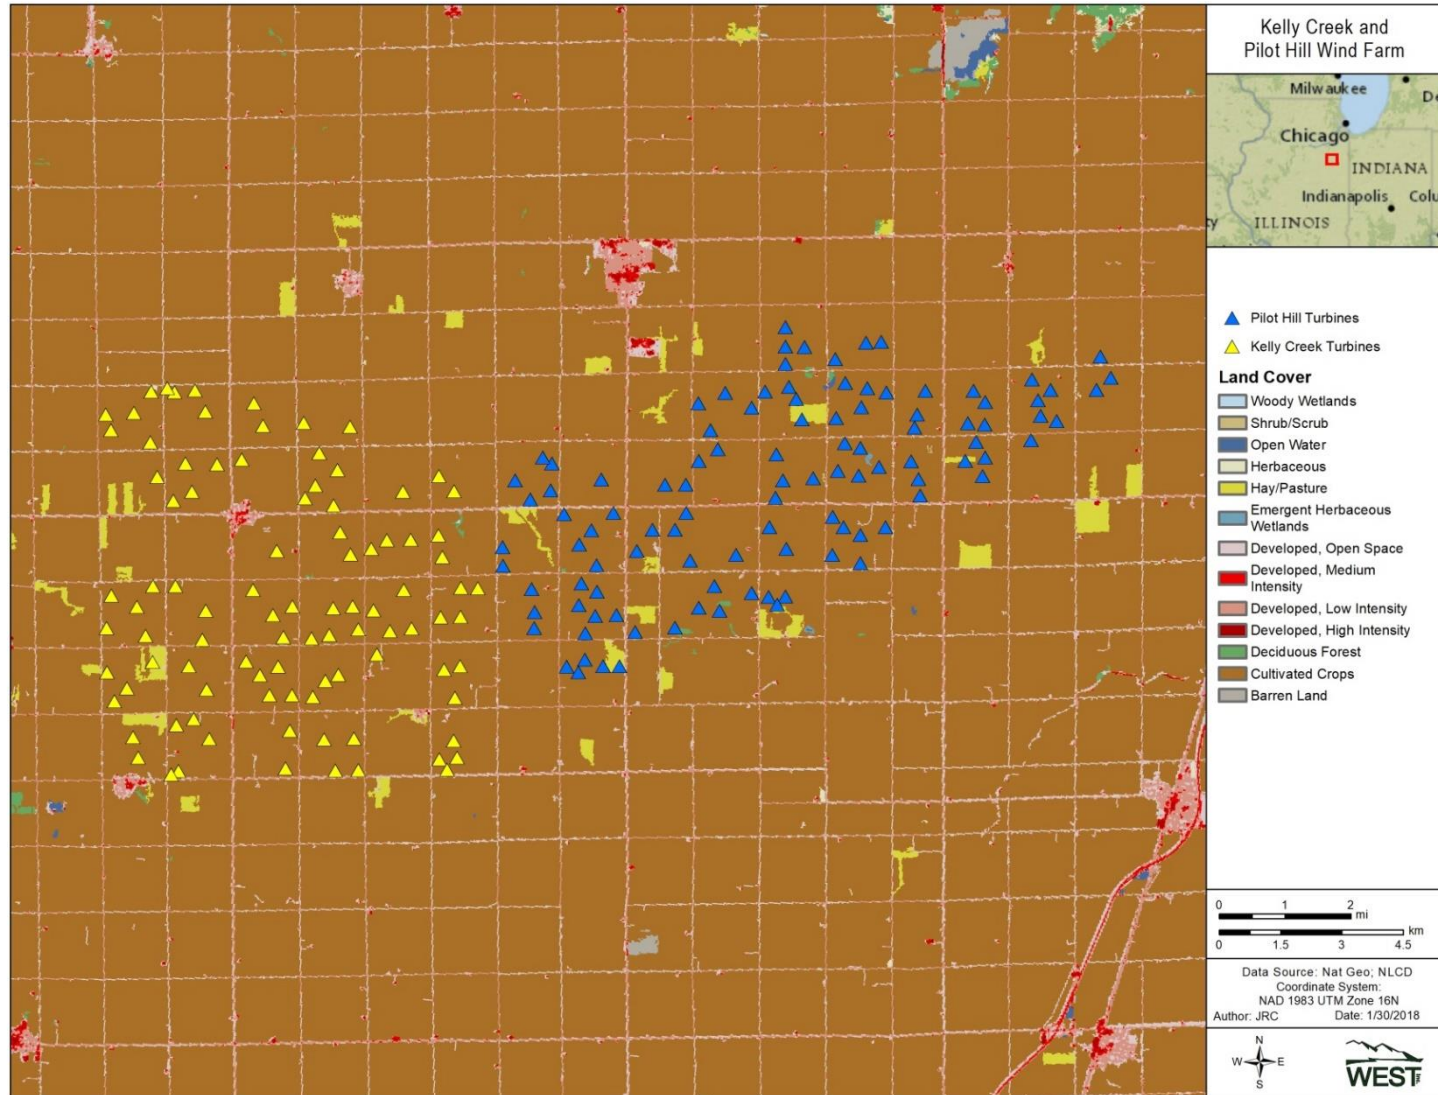 Kelly Creek and
Pilot Hill Wind Farm
Milwaukee
Chicago
INDIANA
Indianapolis
ILLINOIS
Pilot Hill Turbines
Kelly Creek Turbines
Land Cover
Woody Wetlands
Shrub/Scrub
Open Water
Herbaceous
Hay/Pasture
Emergent Herbaceous
Wetlands
Developed, Open Space
Developed, Medium
Intensity
Developed, Low Intensity
Developed, High Intensity
Deciduous Forest
Cultivated Crops
Barren Land
0 1 2
mi
km
0 1.5 3 4.5
Data Source: Nat Geo; NLCD
Coordinate System:
NAD 1983 UTM Zone 16N
Author: JRC Date: 1/30/2018
N
W E
S
WEST